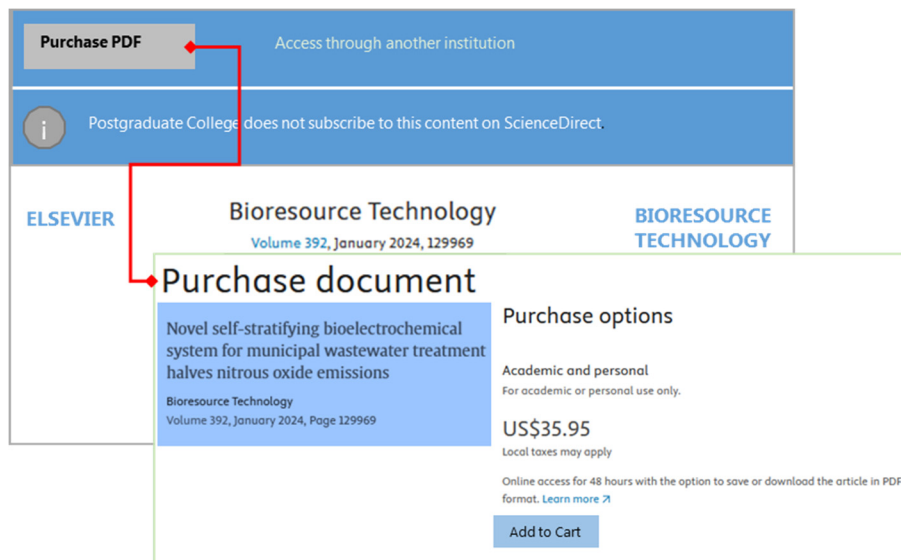 Purchase PDF
Access through another institution
i
Postgraduate College does not subscribe to this content on ScienceDirect.
ELSEVIER
Bioresource Technology
Volume 392, January 2024, 129969
BIORESOURCE
TECHNOLOGY
Purchase document
Novel self-stratifying bioelectrochemical
system for municipal wastewater treatment
halves nitrous oxide emissions
Bioresource Technology
Volume 392, January 2024, Page 129969
Purchase options
Academic and personal
For academic or personal use only.
US$35.95
Local taxes may apply
Online access for 48 hours with the option to save or download the article in PDF
format. Learn more ↗
Add to Cart